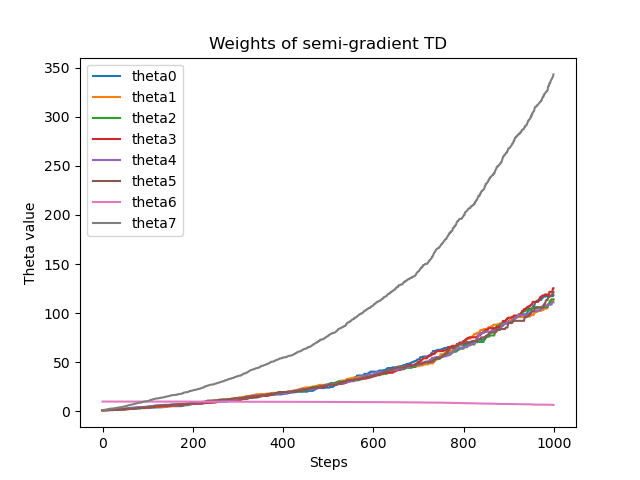 Weights of semi-gradient TD
350
300
250
200
150
100
50
0
Theta value
theta0
theta1
theta2
theta3
theta4
theta5
theta6
theta7
0 200 400 600 800 1000
Steps